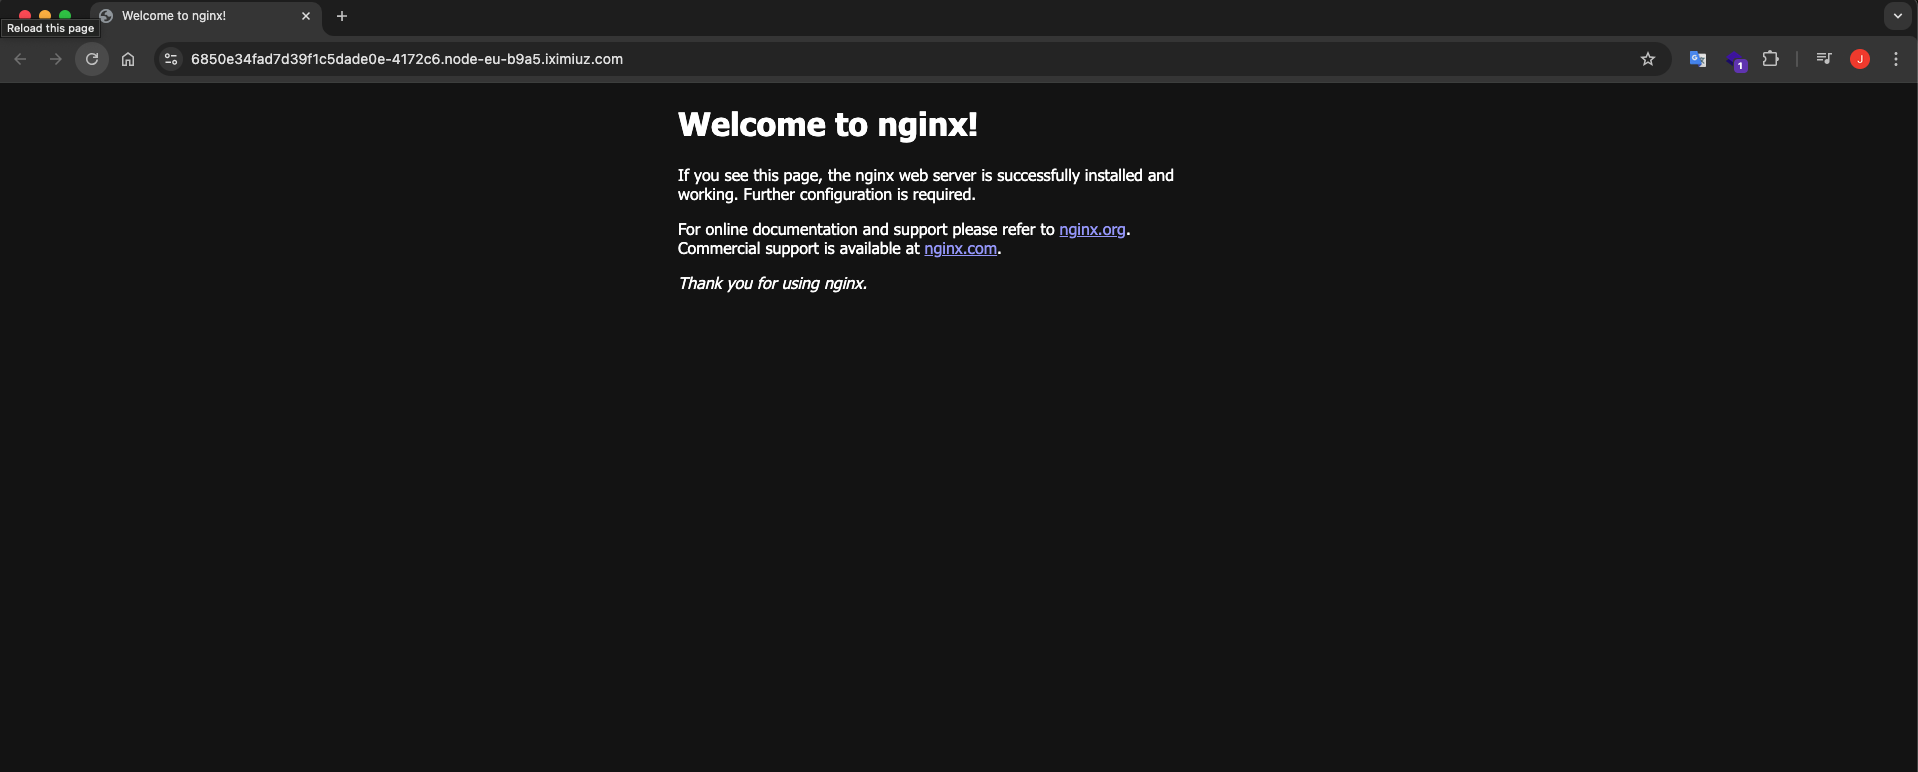 Welcome to nginx!
Reload this page
6850e34fad7d39f1c5dade0e-4172c6.node-eu-b9a5.iximiuz.com
1
J
Welcome to nginx!
If you see this page, the nginx web server is successfully installed and
working. Further configuration is required.
For online documentation and support please refer to nginx.org.
Commercial support is available at nginx.com.
Thank you for using nginx.